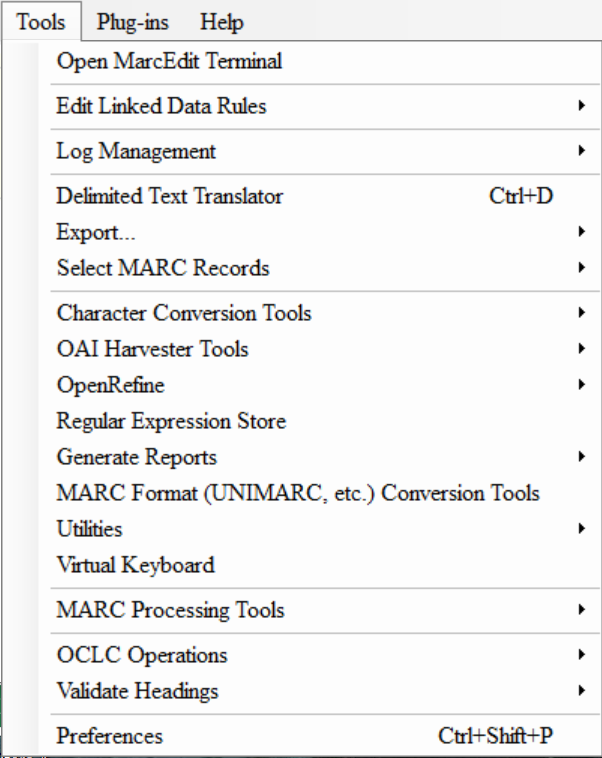 Tools Plug-ins Help
Open MarcEdit Terminal
Edit Linked Data Rules
Log Management
Delimited Text Translator Ctrl+D
Export...
Select MARC Records
Character Conversion Tools
OAI Harvester Tools
OpenRefine
Regular Expression Store
Generate Reports
MARC Format (UNIMARC, etc.) Conversion Tools
Utilities
Virtual Keyboard
MARC Processing Tools
OCLC Operations
Validate Headings
Preferences Ctrl+Shift+P